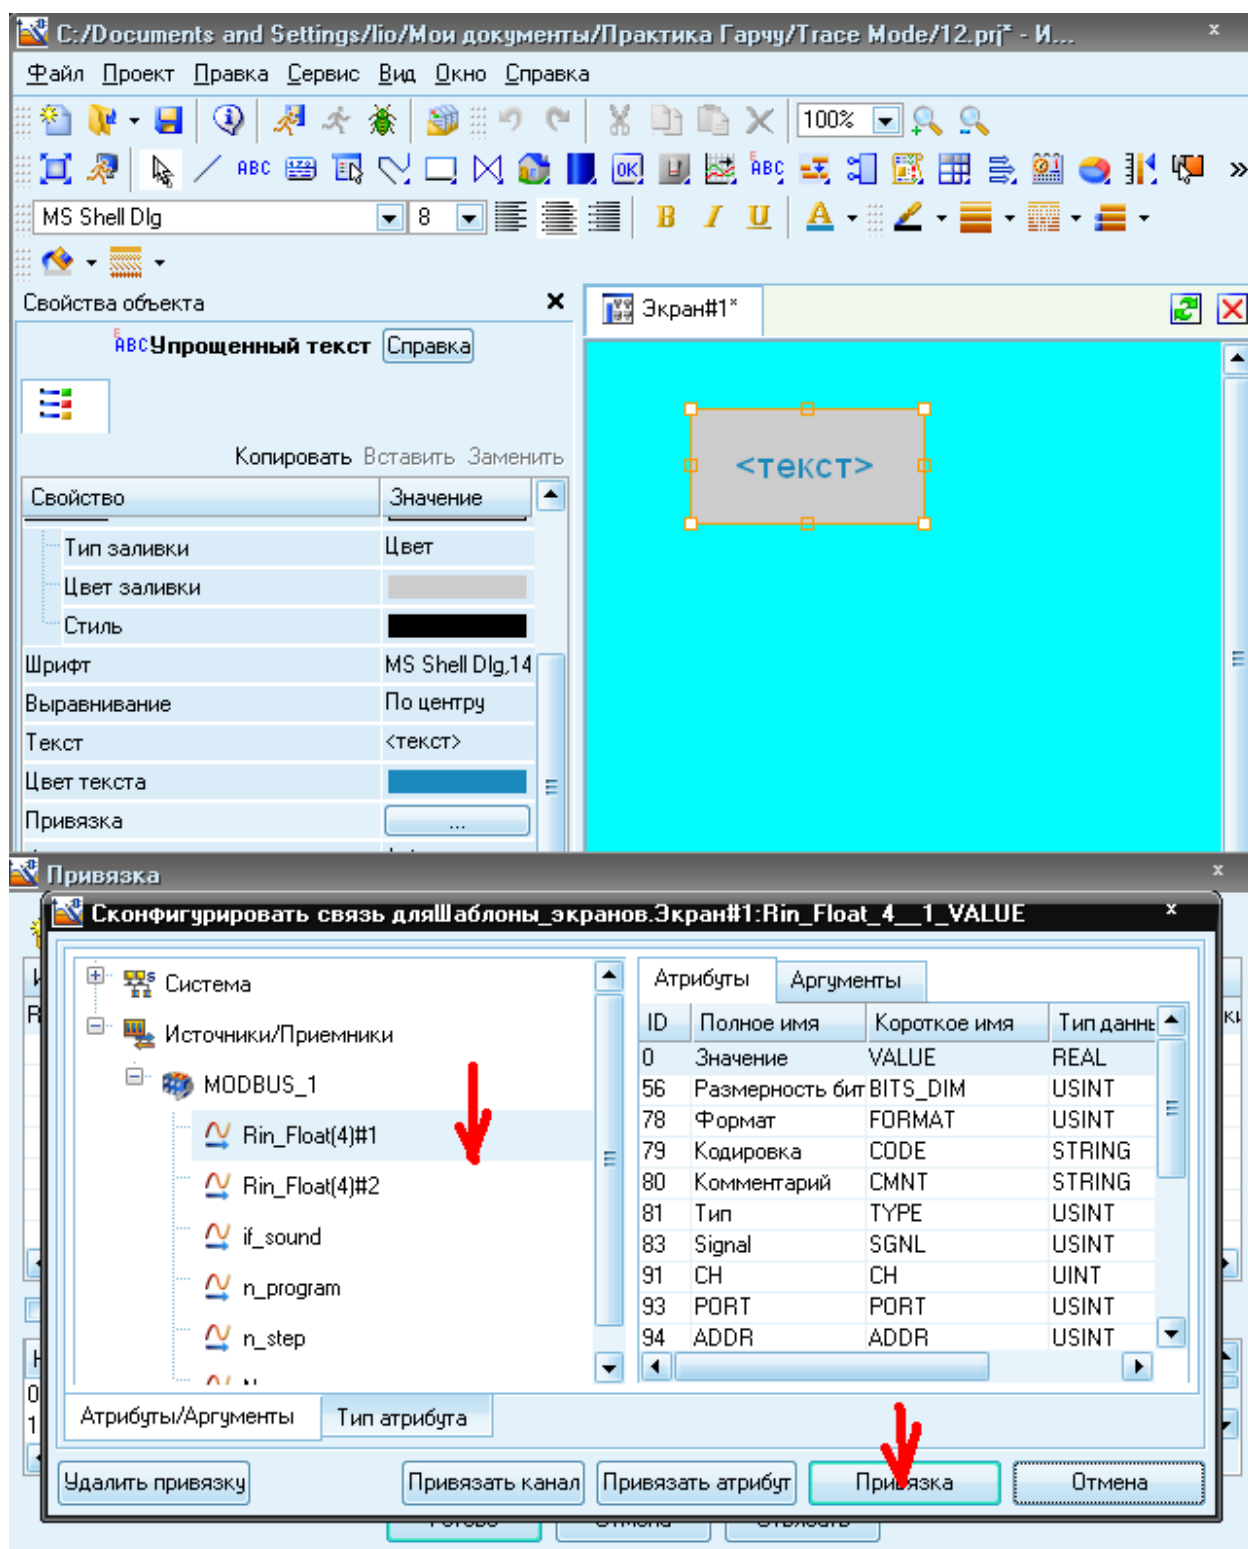 C:/Documents and Settings/lio/Мои документы/Практика Гарчу/Trace Mode/12.prj* - И...
Файл Проект Правка Сервис Вид Окно Справка
100%
ABC OK ABC
MS Shell Dlg 8 B I U A
Свойства объекта
Экран#1*
ABC Упрощенный текст Справка
Копировать Вставить Заменить
<текст>
Свойство Значение
Тип заливки Цвет
Цвет заливки
Стиль
Шрифт MS Shell Dlg,14
Выравнивание По центру
Текст <текст>
Цвет текста
Привязка ...
Привязка
Сконфигурировать связь дляШаблоны_экранов.Экран#1:Rin_Float_4__1_VALUE
Система
Источники/Приемники
MODBUS_1
Rin_Float(4)#1
Rin_Float(4)#2
if_sound
n_program
n_step
Атрибуты Аргументы
ID Полное имя Короткое имя Тип данны
0 Значение VALUE REAL
56 Размерность бит BITS_DIM USINT
78 Формат FORMAT USINT
79 Кодировка CODE STRING
80 Комментарий CMNT STRING
81 Тип TYPE USINT
83 Signal SGNL USINT
91 CH CH UINT
93 PORT PORT USINT
94 ADDR ADDR USINT
Атрибуты/Аргументы Тип атрибута
Удалить привязку Привязать канал Привязать атрибут Привязка Отмена